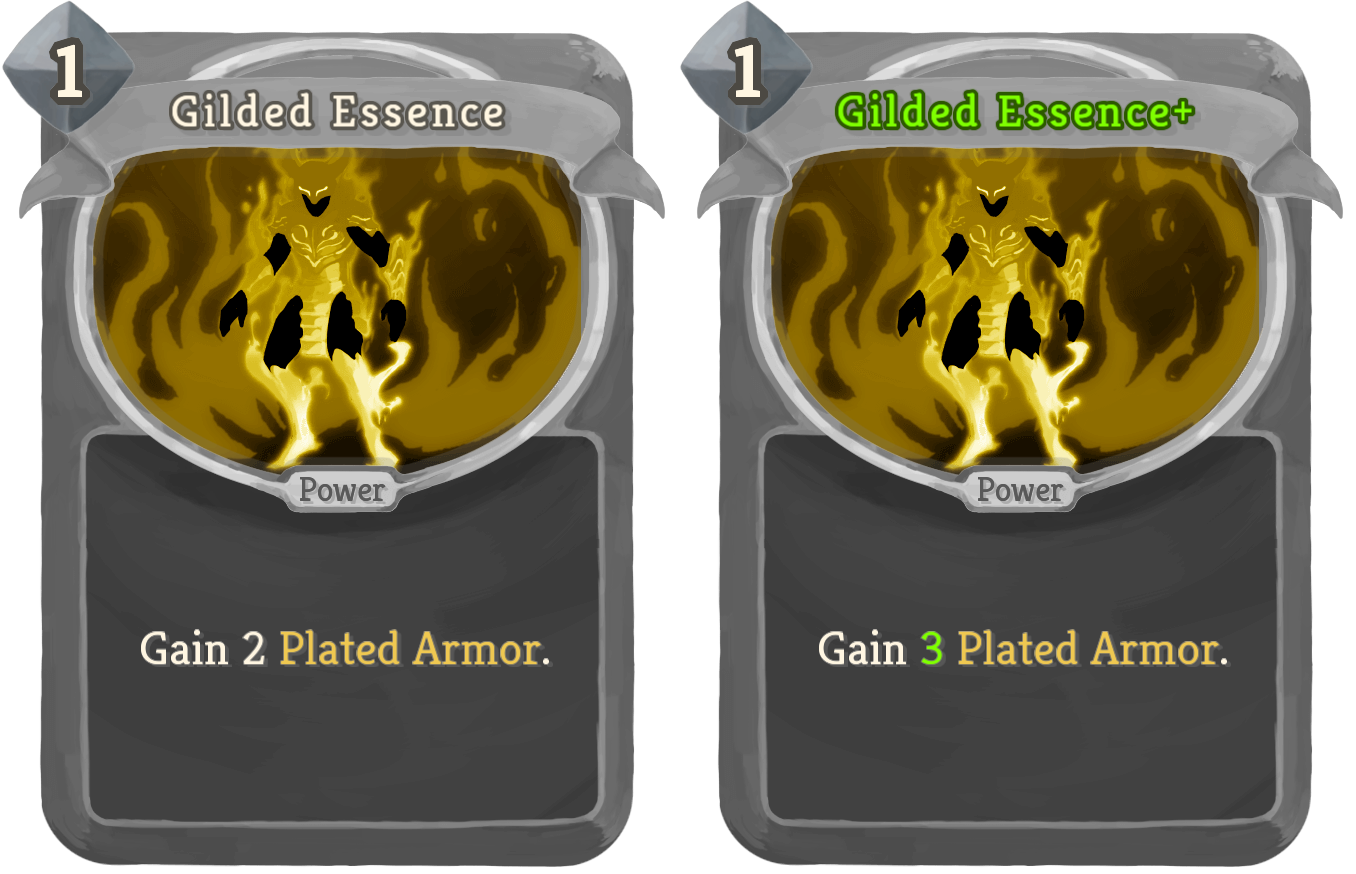 1
Gilded Essence
Power
Gain 2 Plated Armor.
1
Gilded Essence+
Power
Gain 3 Plated Armor.